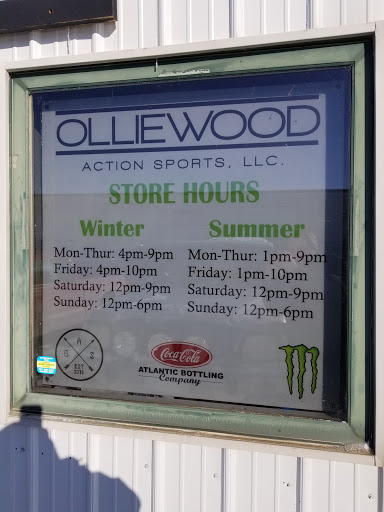 OLLIEWOOD
ACTION SPORTS, LLC.
STORE HOURS
Winter
Mon-Thur: 4pm-9pm
Friday: 4pm-10pm
Saturday: 12pm-9pm
Sunday: 12pm-6pm
Summer
Mon-Thur: 1pm-9pm
Friday: 1pm-10pm
Saturday: 12pm-9pm
Sunday: 12pm-6pm
Coca-Cola
ATLANTIC BOTTLING
Company